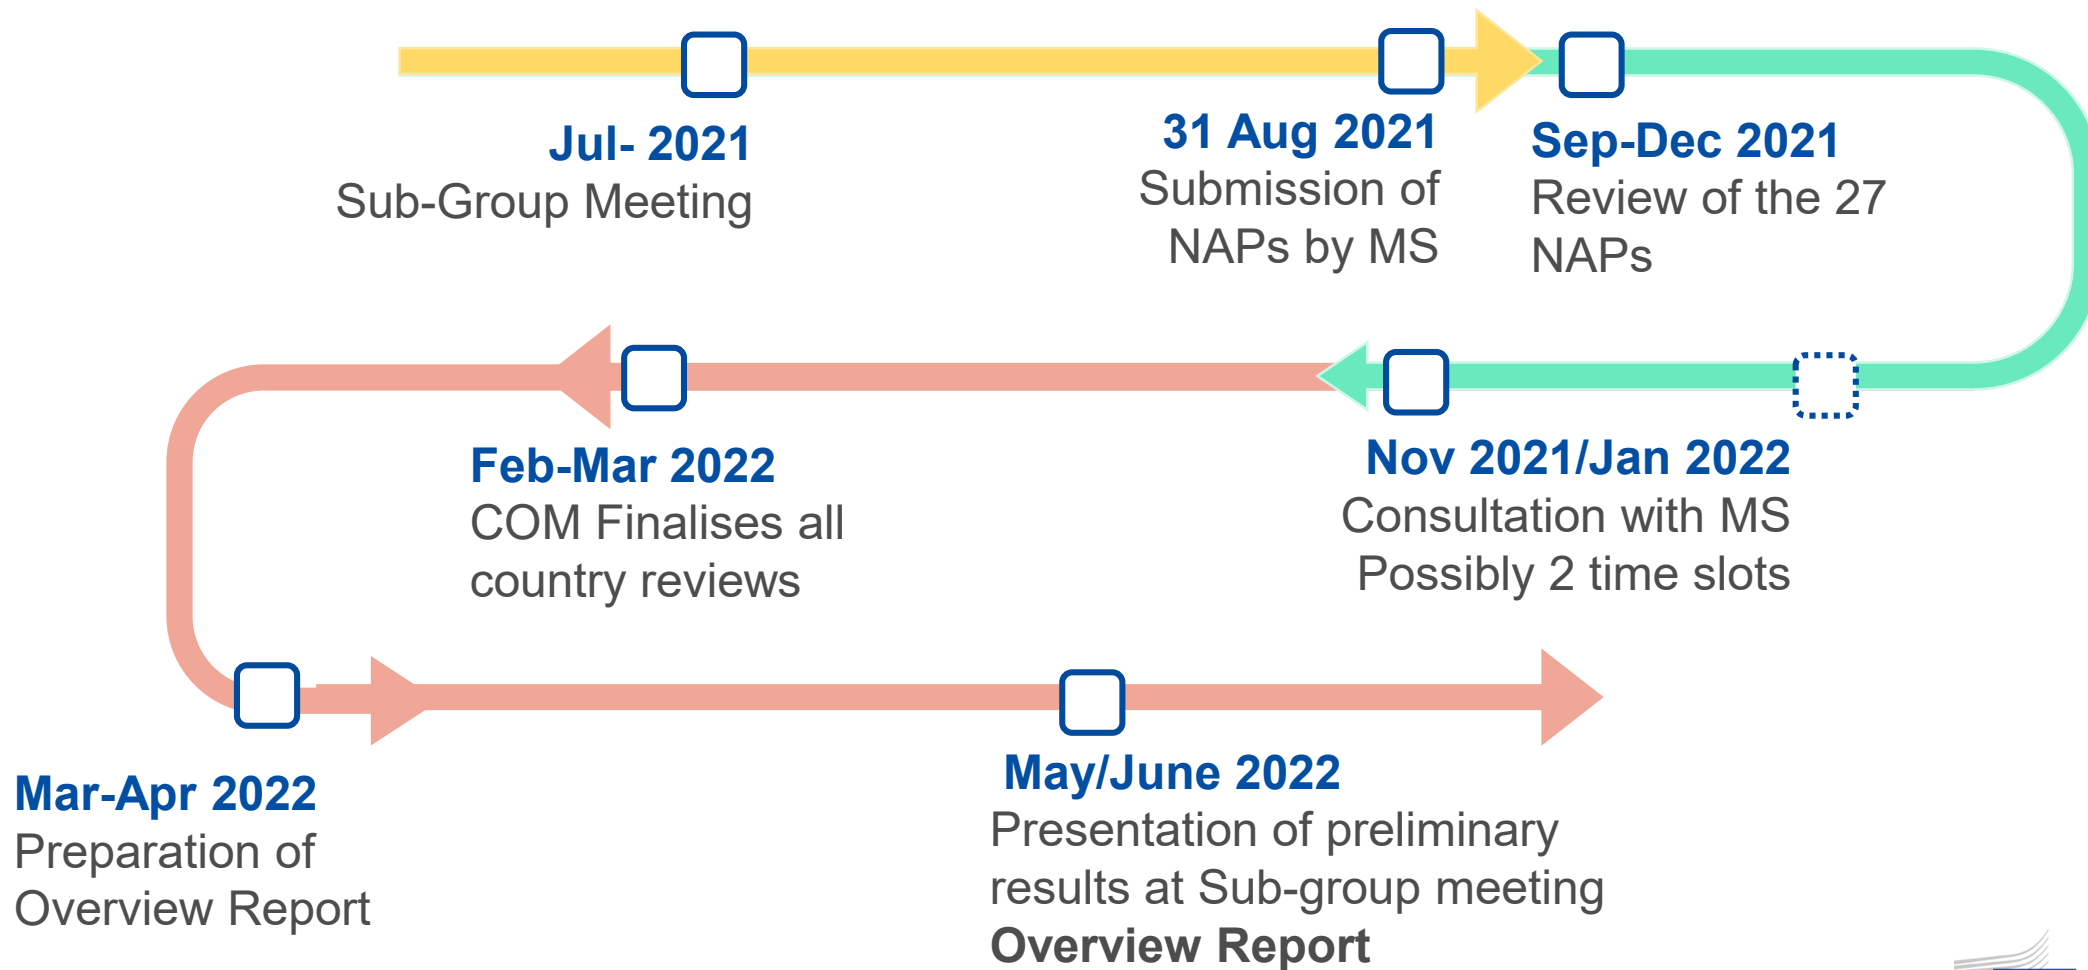 Jul- 2021
Sub-Group Meeting
31 Aug 2021
Submission of
NAPs by MS
Sep-Dec 2021
Review of the 27
NAPs
Nov 2021/Jan 2022
Consultation with MS
Possibly 2 time slots
Feb-Mar 2022
COM Finalises all
country reviews
Mar-Apr 2022
Preparation of
Overview Report
May/June 2022
Presentation of preliminary
results at Sub-group meeting
Overview Report